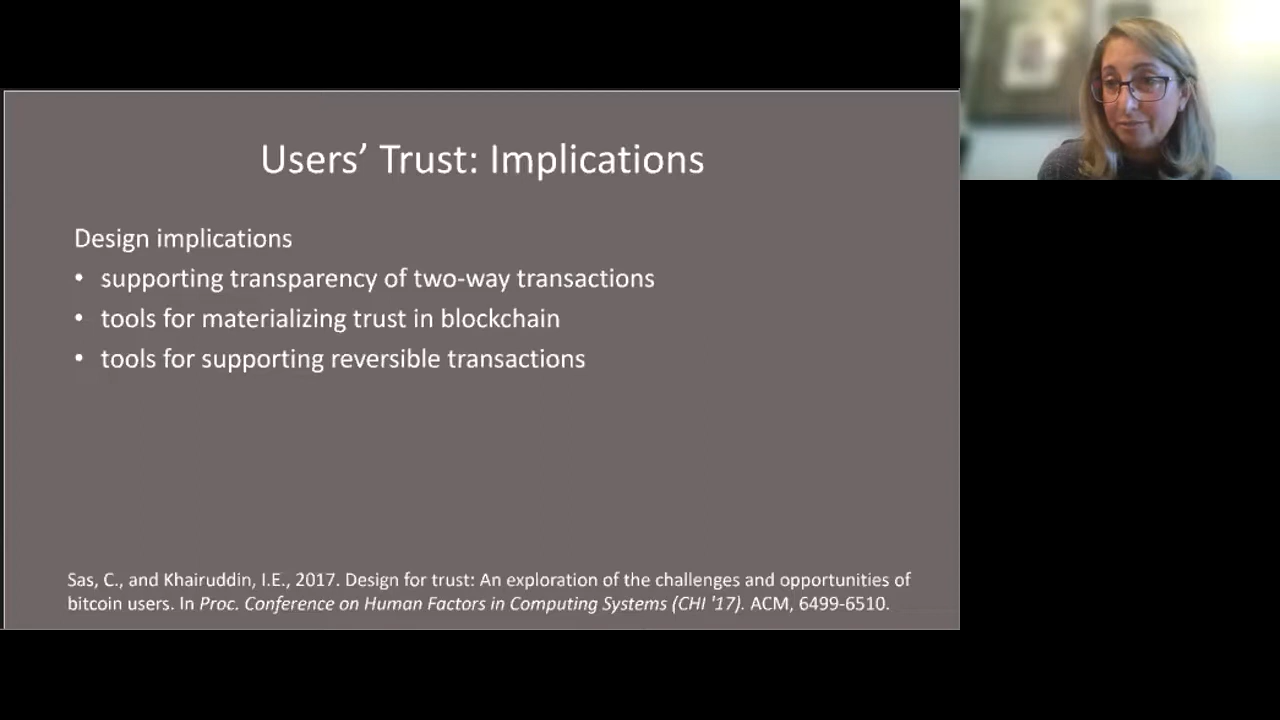 Users’ Trust: Implications
Design implications
• supporting transparency of two-way transactions
• tools for materializing trust in blockchain
• tools for supporting reversible transactions
Sas, C., and Khairuddin, I.E., 2017. Design for trust: An exploration of the challenges and opportunities of
bitcoin users. In Proc. Conference on Human Factors in Computing Systems (CHI '17). ACM, 6499-6510.